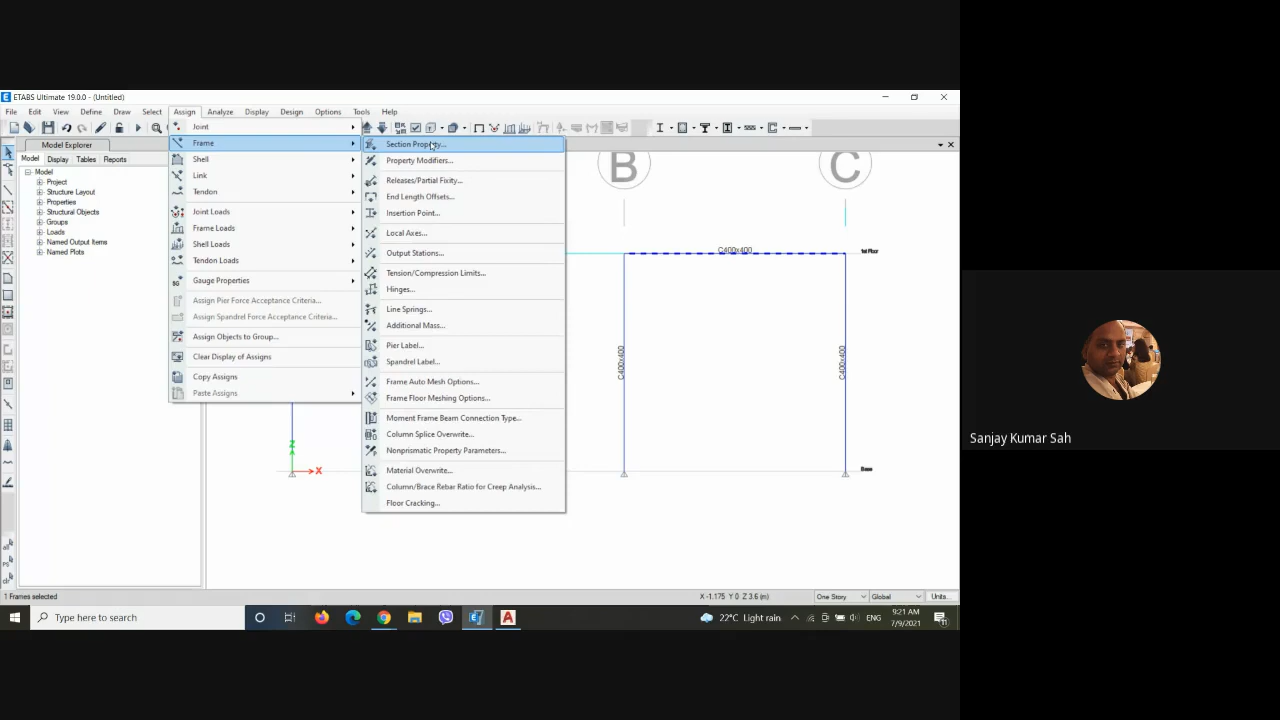 ETABS Ultimate 19.0.0 - (Untitled)
File Edit View Define Draw Select Assign Analyze Display Design Options Tools Help
Model Explorer
Model Display Tables Reports
Model
Project
Structure Layout
Properties
Structural Objects
Groups
Loads
Named Output Items
Named Plots
Joint
Frame
Shell
Link
Tendon
Joint Loads
Frame Loads
Shell Loads
Tendon Loads
Gauge Properties
Assign Pier Force Acceptance Criteria...
Assign Spandrel Force Acceptance Criteria...
Assign Objects to Group...
Clear Display of Assigns
Copy Assigns
Paste Assigns
Section Property...
Property Modifiers...
Releases/Partial Fixity...
End Length Offsets...
Insertion Point...
Local Axes...
Output Stations...
Tension/Compression Limits...
Hinges...
Line Springs...
Additional Mass...
Pier Label...
Spandrel Label...
Frame Auto Mesh Options...
Frame Floor Meshing Options...
Moment Frame Beam Connection Type...
Column Splice Overwrite...
Nonprismatic Property Parameters...
Material Overwrite...
Column/Brace Rebar Ratio for Creep Analysis...
Floor Cracking...
B C
C400x400
1st Floor
C400x400
C400x400
Z
X
Base
1 Frames selected
X -1.175 Y 0 Z 3.6 (m)
One Story
Global
Units...
Type here to search
22°C Light rain
ENG
9:21 AM
7/9/2021
Sanjay Kumar Sah